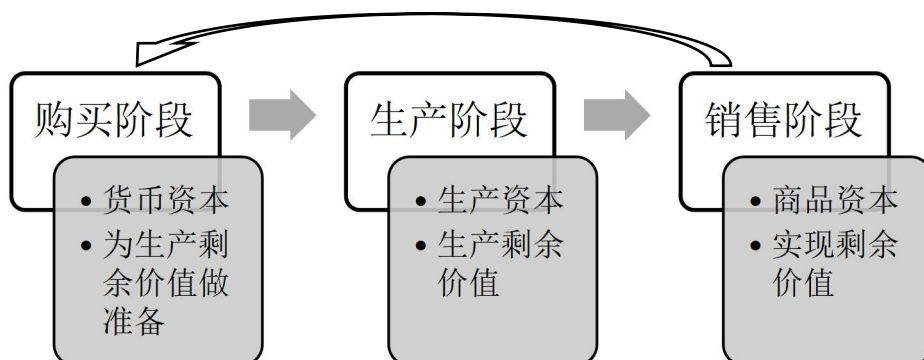 购买阶段
• 货币资本
• 为生产剩
余价值做
准备
生产阶段
• 生产资本
• 生产剩余
价值
销售阶段
• 商品资本
• 实现剩余
价值